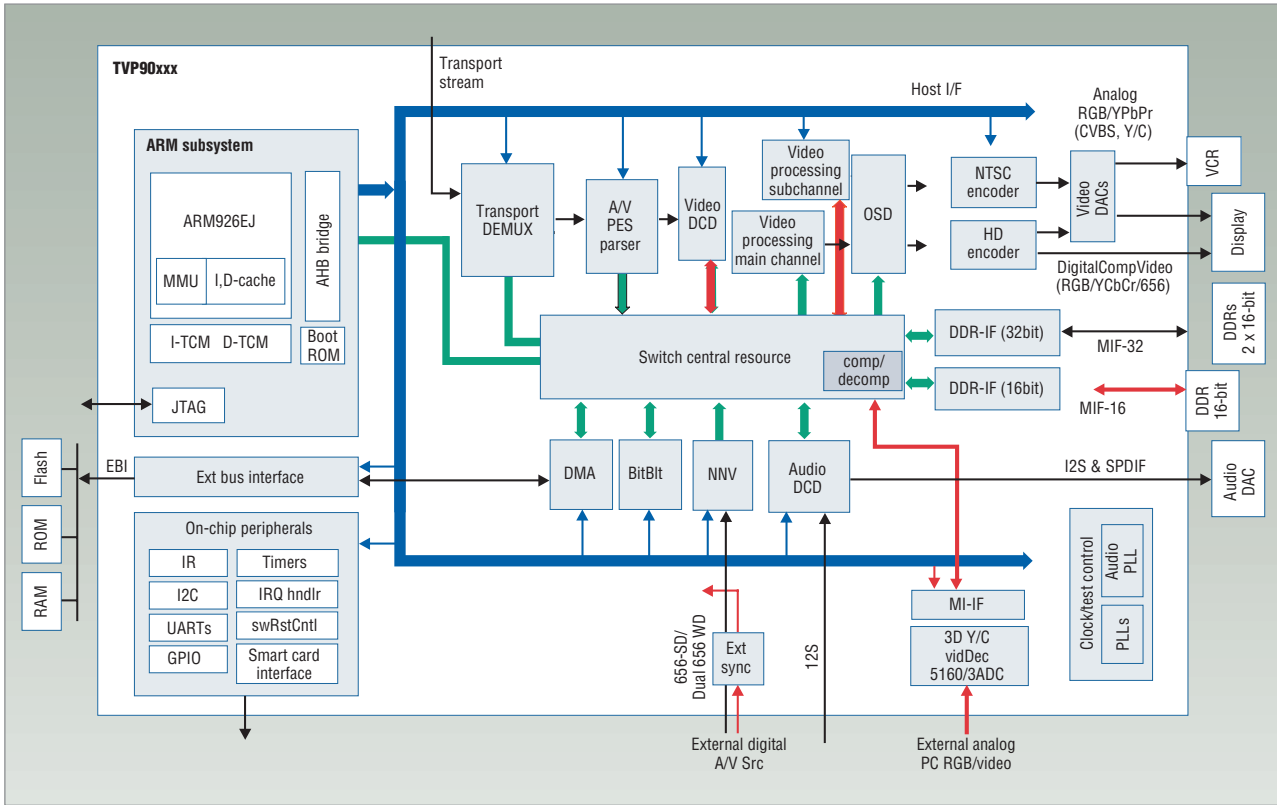 TVP90xxx
Transport
stream
Host I/F
Analog
RGB/YPbPr
(CVBS, Y/C)
ARM subsystem
ARM926EJ
MMU
I,D-cache
I-TCM D-TCM
AHB bridge
Boot
ROM
JTAG
Transport
DEMUX
A/V
PES
parser
Video
DCD
Video
processing
subchannel
Video
processing
main channel
OSD
NTSC
encoder
HD
encoder
Video
DACs
VCR
Display
DigitalCompVideo
(RGB/YCbCr/656)
DDRs
2 x 16-bit
Switch central resource
comp/
decomp
DDR-IF (32bit)
MIF-32
DDR-IF (16bit)
MIF-16
DDR
16-bit
Flash
ROM
RAM
EBI
Ext bus interface
DMA
BitBlt
NNV
Audio
DCD
I2S & SPDIF
Audio
DAC
On-chip peripherals
IR
Timers
I2C
IRQ hndlr
UARTs
swRstCntl
GPIO
Smart card
interface
656-SD/
Dual 656 WD
Ext
sync
12S
MI-IF
3D Y/C
vidDec
5160/3ADC
Clock/test control
Audio
PLL
PLLs
External digital
A/V Src
External analog
PC RGB/video